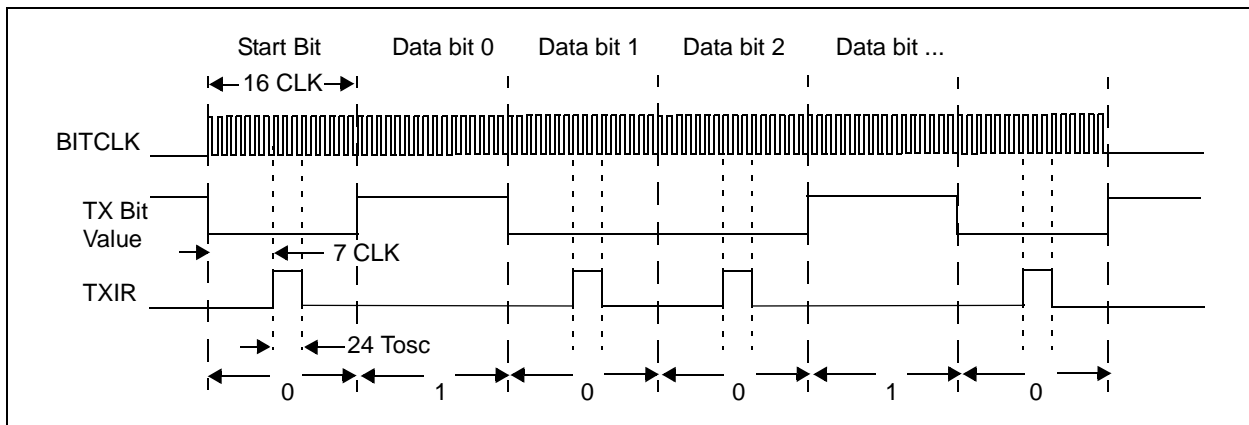 Start Bit Data bit 0 Data bit 1 Data bit 2 Data bit ...
16 CLK
BITCLK
TX Bit
Value
7 CLK
TXIR
24 Tosc
0 1 0 0 1 0